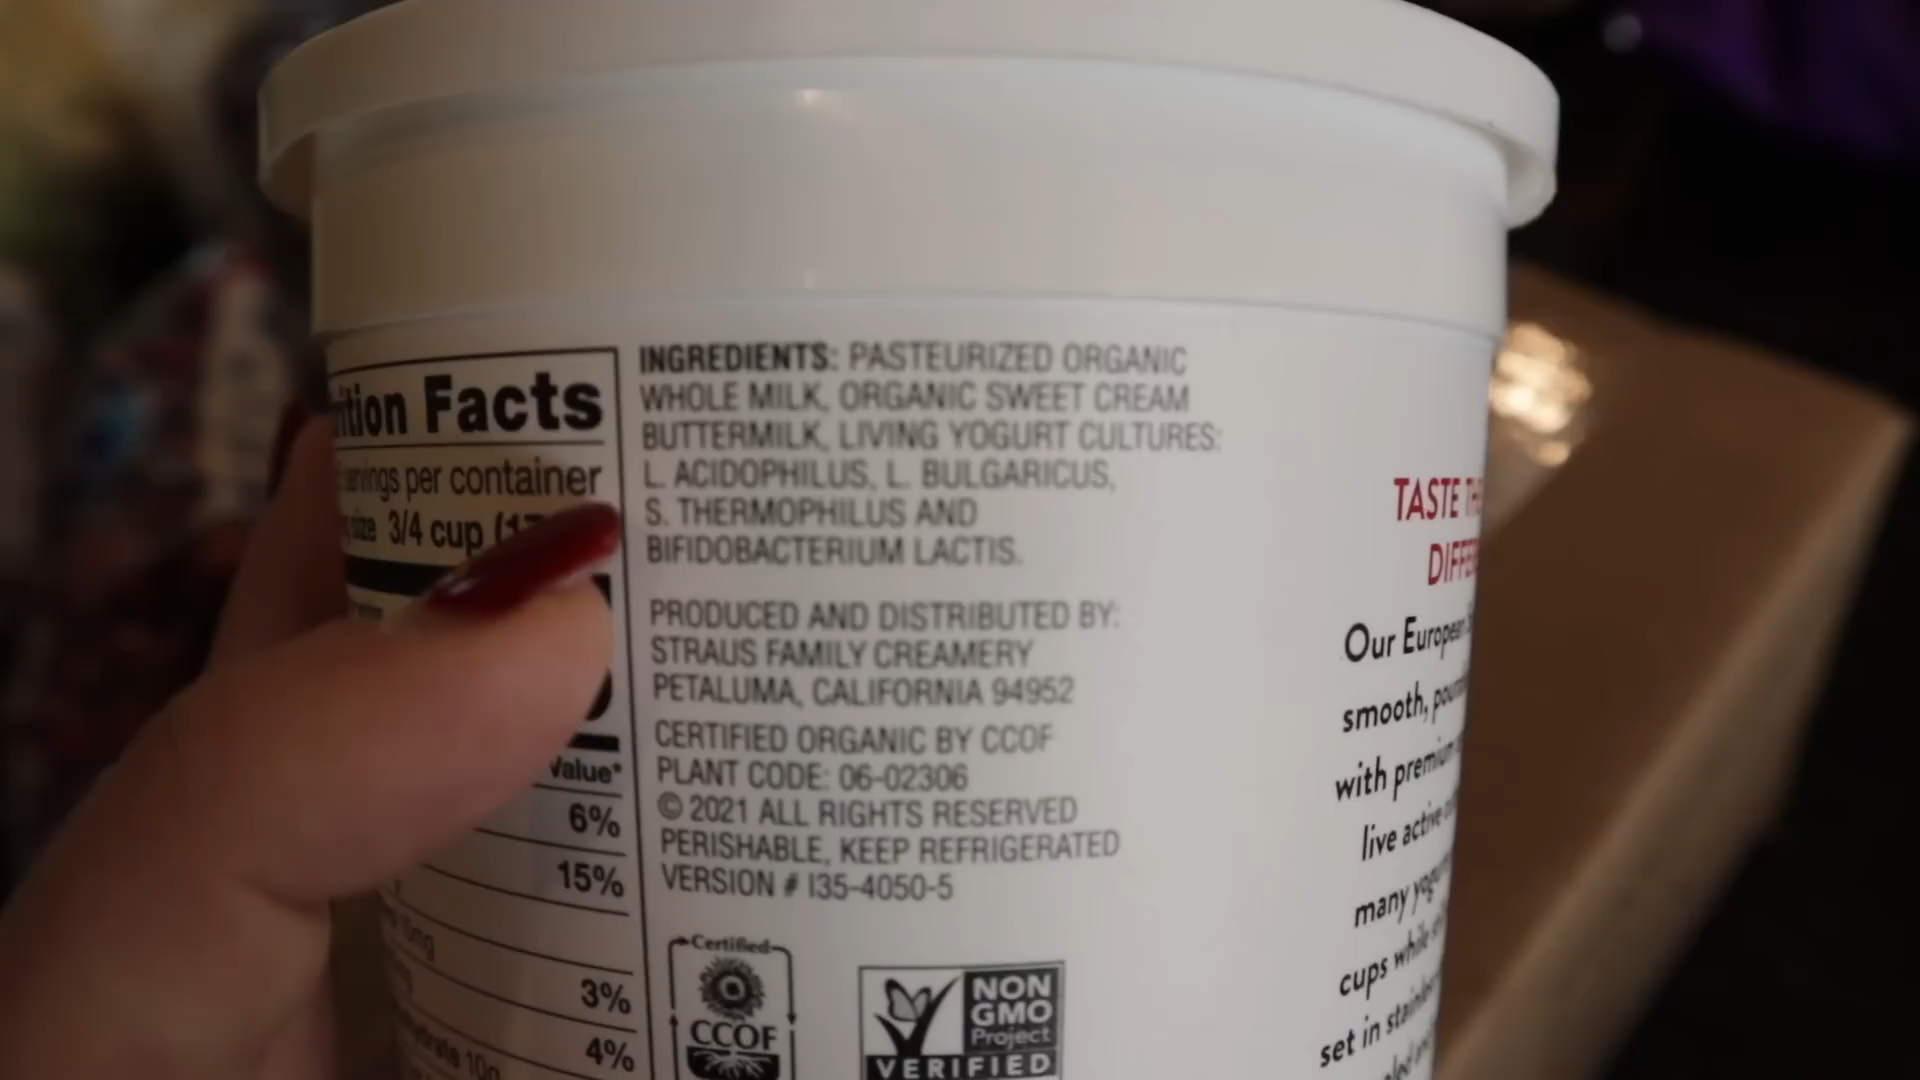 Facts
servings per container
size 3/4 cup
Value*
6%
15%
3%
4%
10g
INGREDIENTS: PASTEURIZED ORGANIC
WHOLE MILK, ORGANIC SWEET CREAM
BUTTERMILK, LIVING YOGURT CULTURES:
L. ACIDOPHILUS, L. BULGARICUS,
S. THERMOPHILUS AND
BIFIDOBACTERIUM LACTIS.
PRODUCED AND DISTRIBUTED BY:
STRAUS FAMILY CREAMERY
PETALUMA, CALIFORNIA 94952
CERTIFIED ORGANIC BY CCOF
PLANT CODE: 06-02306
© 2021 ALL RIGHTS RESERVED
PERISHABLE, KEEP REFRIGERATED
VERSION # I35-4050-5
Certified
CCOF
NON
GMO
Project
VERIFIED
TASTE
Our European
smooth,
with premium
live active
many
cups while
set in